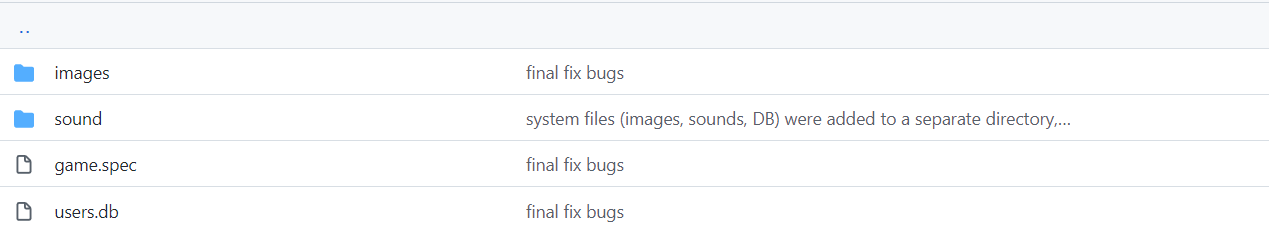 ..
images final fix bugs
sound system files (images, sounds, DB) were added to a separate directory,...
game.spec final fix bugs
users.db final fix bugs